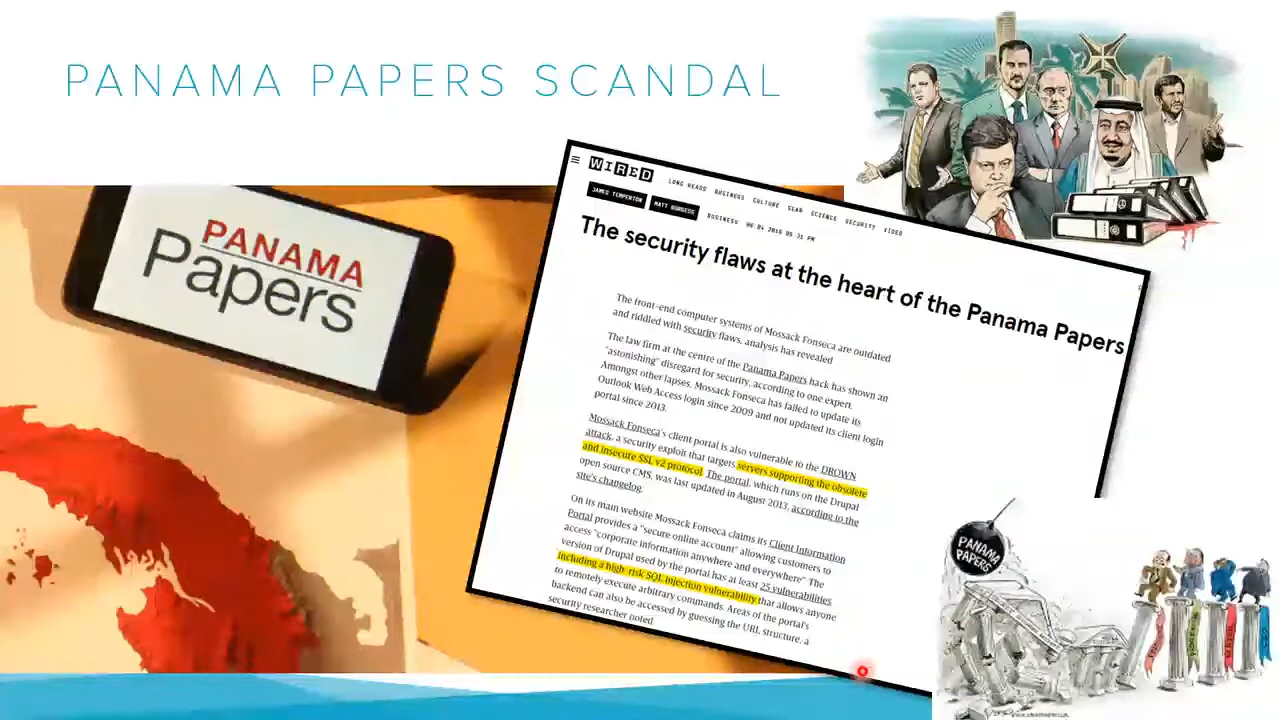 PANAMA PAPERS SCANDAL
PANAMA
Papers
WIRED
LONG READS BUSINESS CULTURE GEAR SCIENCE SECURITY VIDEO
JAMES TEMPERTON MATT BURGESS BUSINESS 06.04.2016 05:31 PM
The security flaws at the heart of the Panama Papers
The front-end computer systems of Mossack Fonseca are outdated
and riddled with security flaws, analysis has revealed
The law firm at the centre of the Panama Papers hack has shown an
"astonishing" disregard for security, according to one expert.
Amongst other lapses, Mossack Fonseca has failed to update its
Outlook Web Access login since 2009 and not updated its client login
portal since 2013.
Mossack Fonseca's client portal is also vulnerable to the DROWN
attack, a security exploit that targets servers supporting the obsolete
and insecure SSL v2 protocol. The portal, which runs on the Drupal
open source CMS, was last updated in August 2013, according to the
site's changelog.
On its main website Mossack Fonseca claims its Client Information
Portal provides a "secure online account" allowing customers to
access "corporate information anywhere and everywhere". The
version of Drupal used by the portal has at least 25 vulnerabilities
including a high-risk SQL injection vulnerability that allows anyone
to remotely execute arbitrary commands. Areas of the portal's
backend can also be accessed by guessing the URL structure, a
security researcher noted.
PANAMA
PAPERS